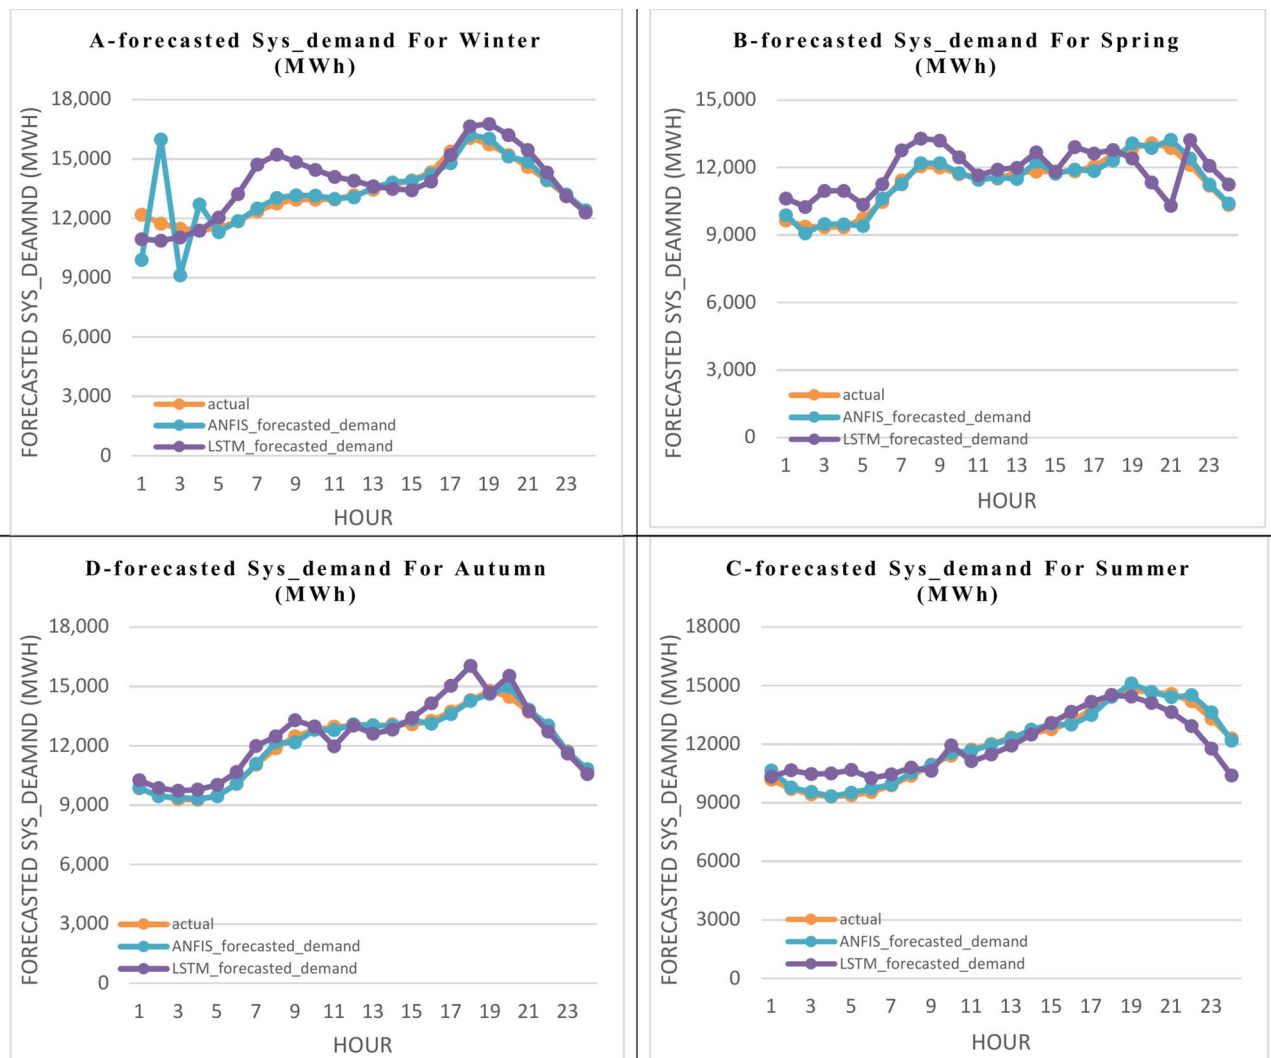 A-forecasted Sys_demand For Winter
(MWh)
FORECASTED SYS_DEAMND (MWH)
18,000
15,000
12,000
9,000
6,000
3,000
0
actual
ANFIS_forecasted_demand
LSTM_forecasted_demand
1 3 5 7 9 11 13 15 17 19 21 23
HOUR
B-forecasted Sys_demand For Spring
(MWh)
FORECASTED SYS_DEAMND (MWH)
15,000
12,000
9,000
6,000
3,000
0
actual
ANFIS_forecasted_demand
LSTM_forecasted_demand
1 3 5 7 9 11 13 15 17 19 21 23
HOUR
D-forecasted Sys_demand For Autumn
(MWh)
FORECASTED SYS_DEAMND (MWH)
18,000
15,000
12,000
9,000
6,000
3,000
0
actual
ANFIS_forecasted_demand
LSTM_forecasted_demand
1 3 5 7 9 11 13 15 17 19 21 23
HOUR
C-forecasted Sys_demand For Summer
(MWh)
FORECASTED SYS_DEAMND (MWH)
18000
15000
12000
9000
6000
3000
0
actual
ANFIS_forecasted_demand
LSTM_forecasted_demand
1 3 5 7 9 11 13 15 17 19 21 23
HOUR